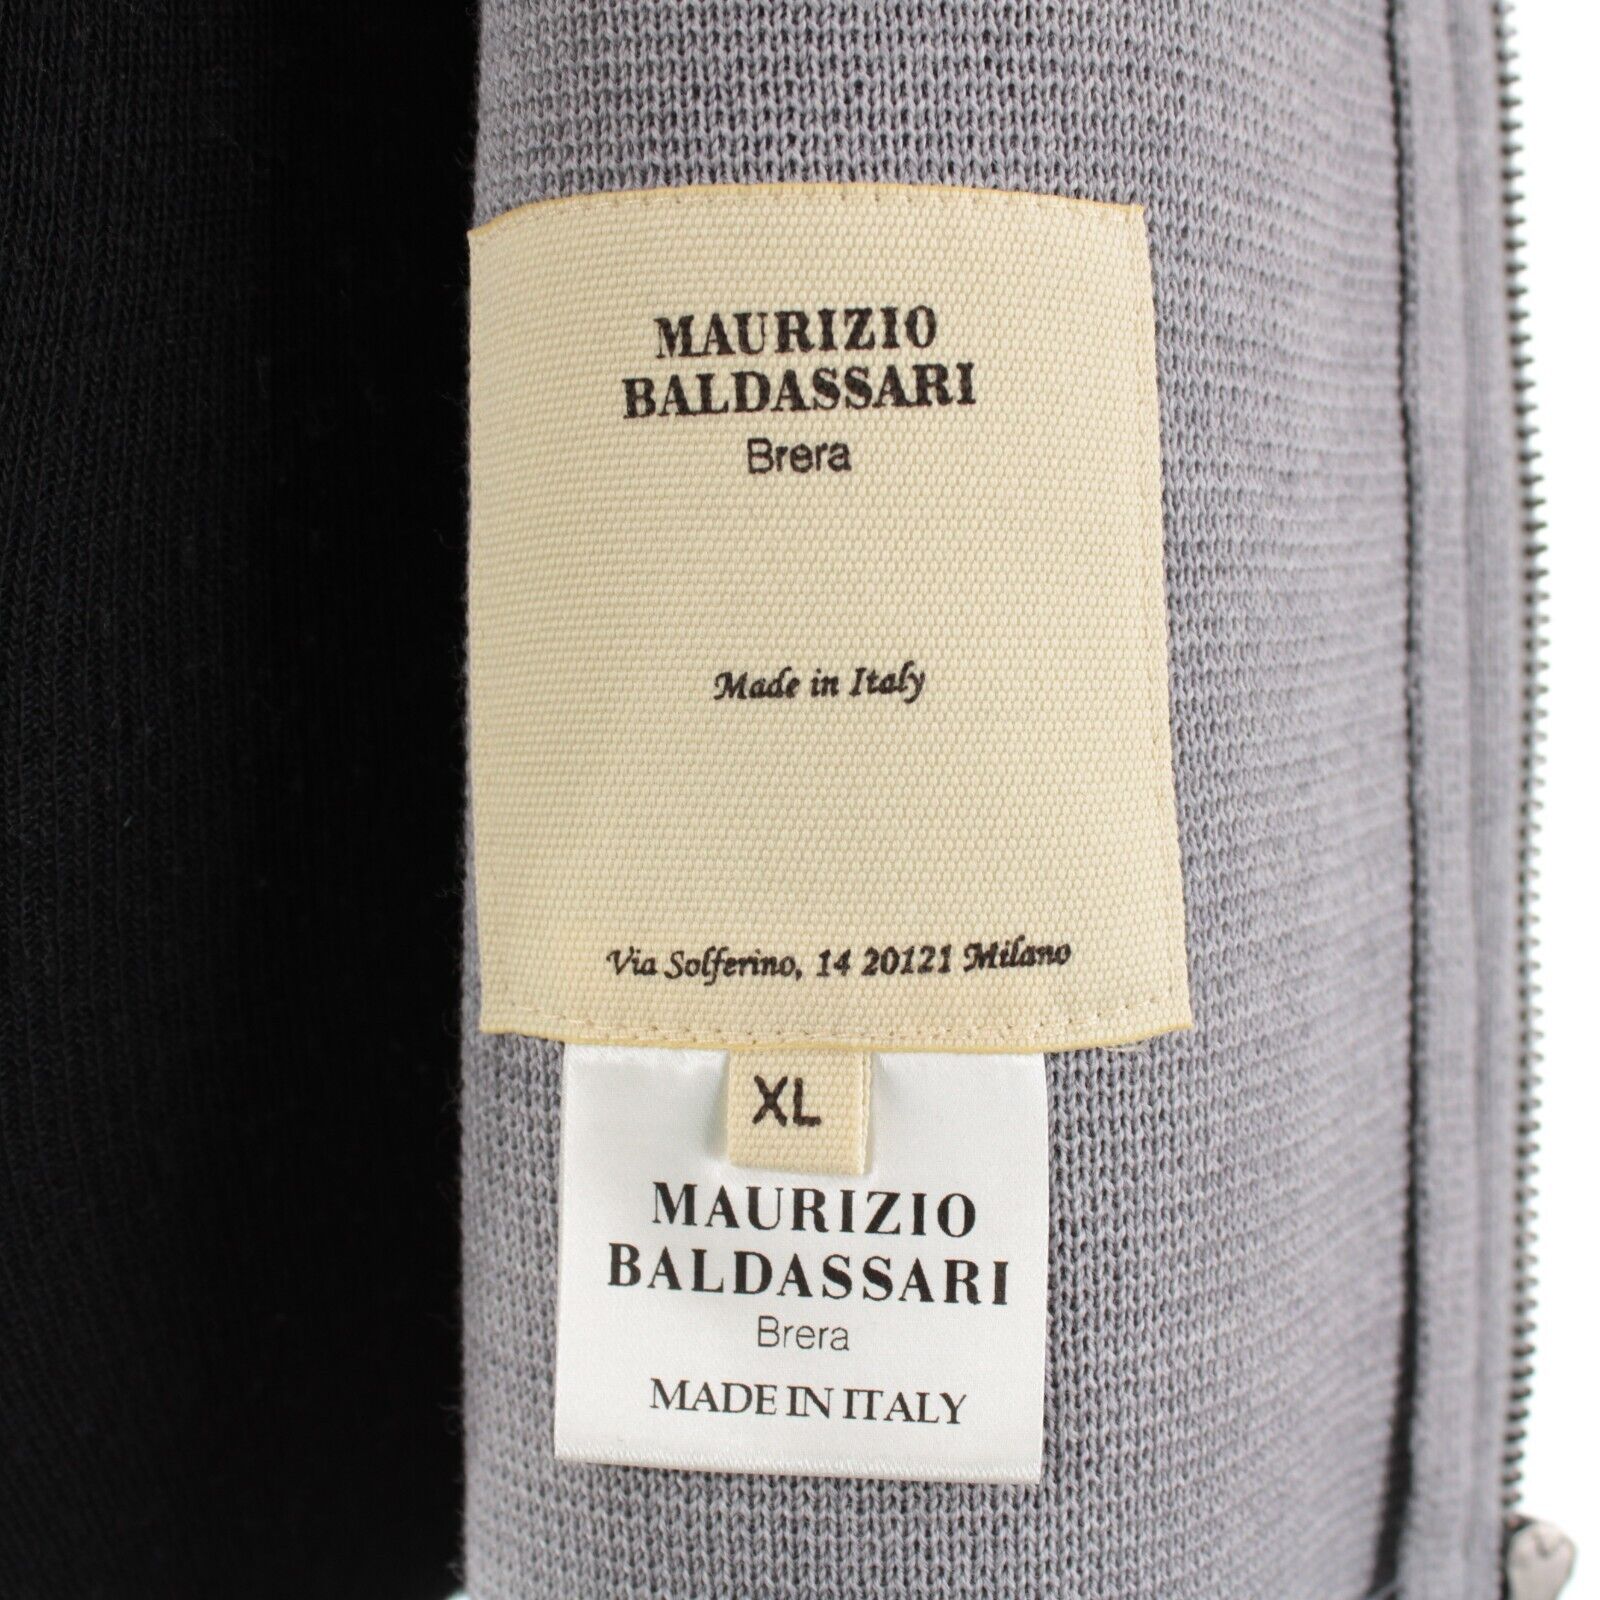 MAURIZIO
BALDASSARI
Brera
Made in Italy
Via Solferino, 14 20121 Milano
XL
MAURIZIO
BALDASSARI
Brera
MADE IN ITALY